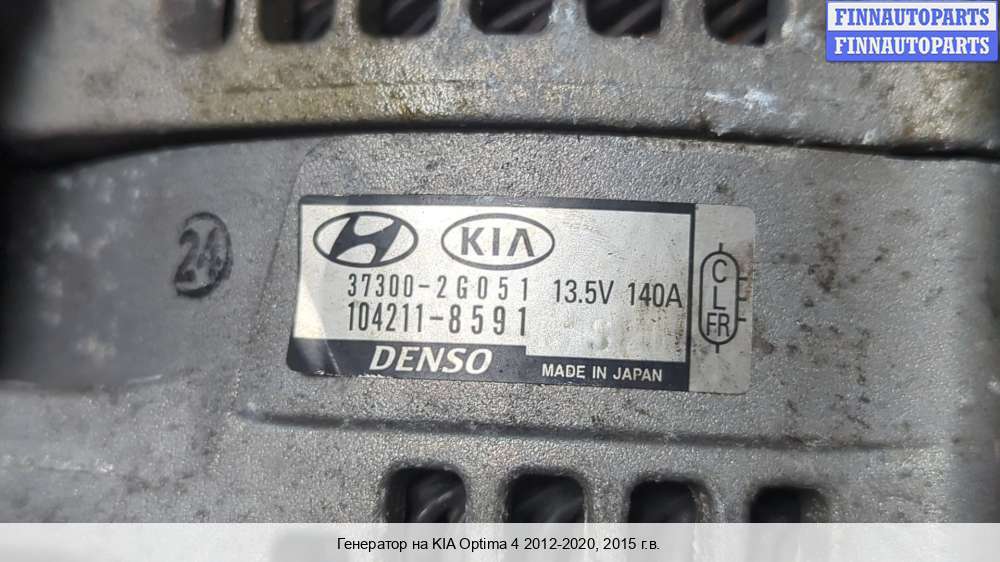 FINNAUTOPARTS
FINNAUTOPARTS
24
KIA
37300-2G051 13.5V 140A
104211-8591
DENSO MADE IN JAPAN
C
L
FR
Генератор на KIA Optima 4 2012-2020, 2015 г.в.